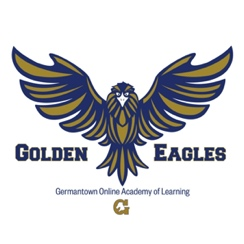 GOLDEN EAGLES
Germantown Online Academy of Learning
G